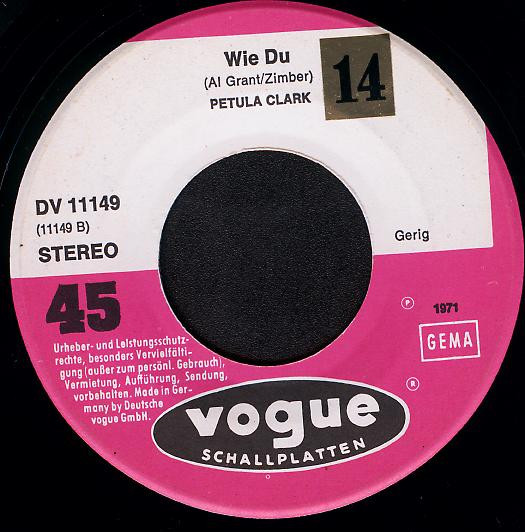 Wie Du
(Al Grant/Zimber)
PETULA CLARK
14
DV 11149
(11149 B)
STEREO
Gerig
45
℗ 1971
GEMA
Urheber- und Leistungsschutz-
rechte, besonders Vervielfälti-
gung (außer zum persönl. Gebrauch),
Vermietung, Aufführung, Sendung,
vorbehalten. Made in Ger-
many by Deutsche
vogue GmbH.
®
vogue
SCHALLPLATTEN